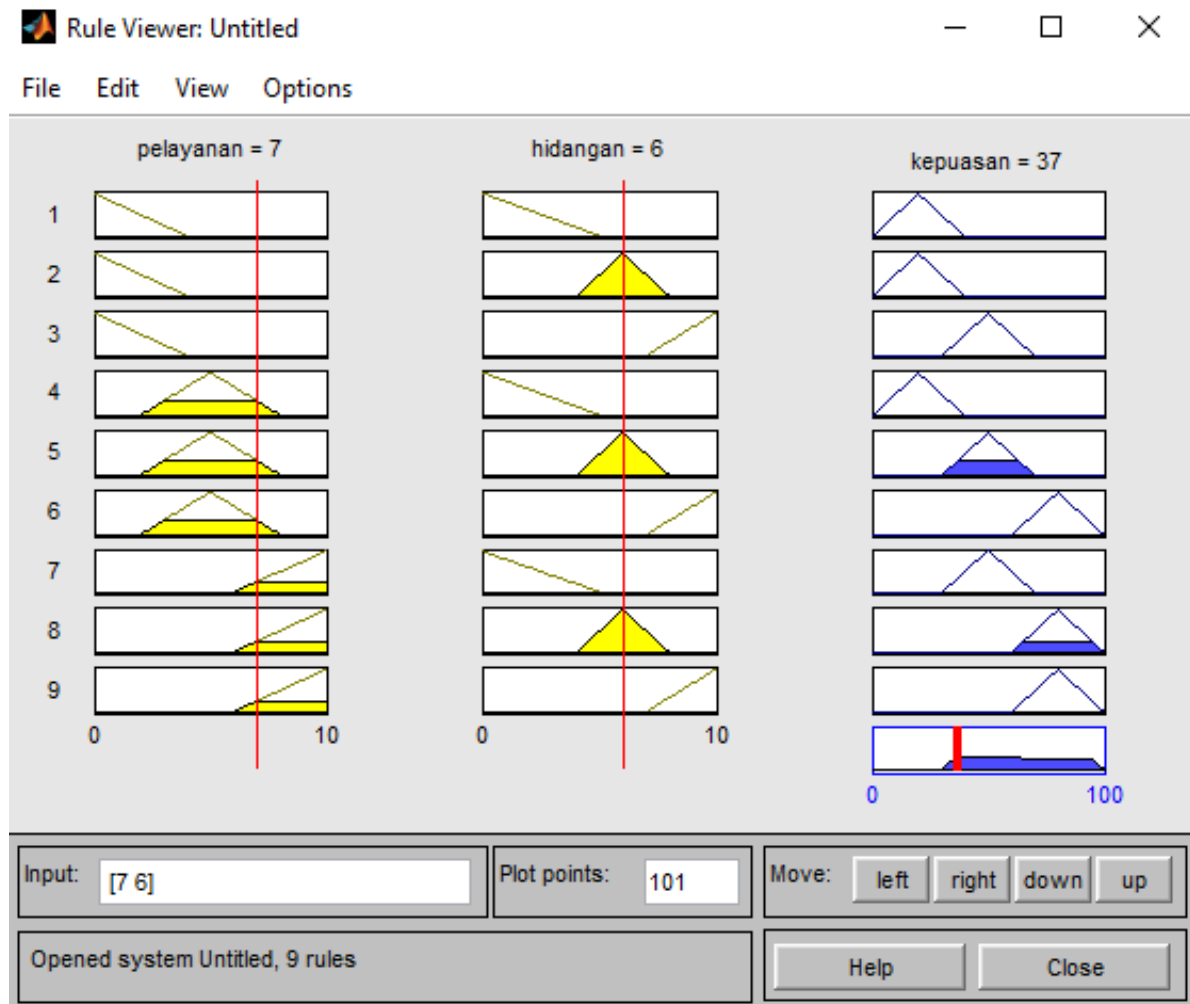 Rule Viewer: Untitled
File Edit View Options
pelayanan = 7 hidangan = 6 kepuasan = 37
1
2
3
4
5
6
7
8
9
0 10 0 10
0 100
Input: [7 6] Plot points: 101 Move: left right down up
Opened system Untitled, 9 rules Help Close